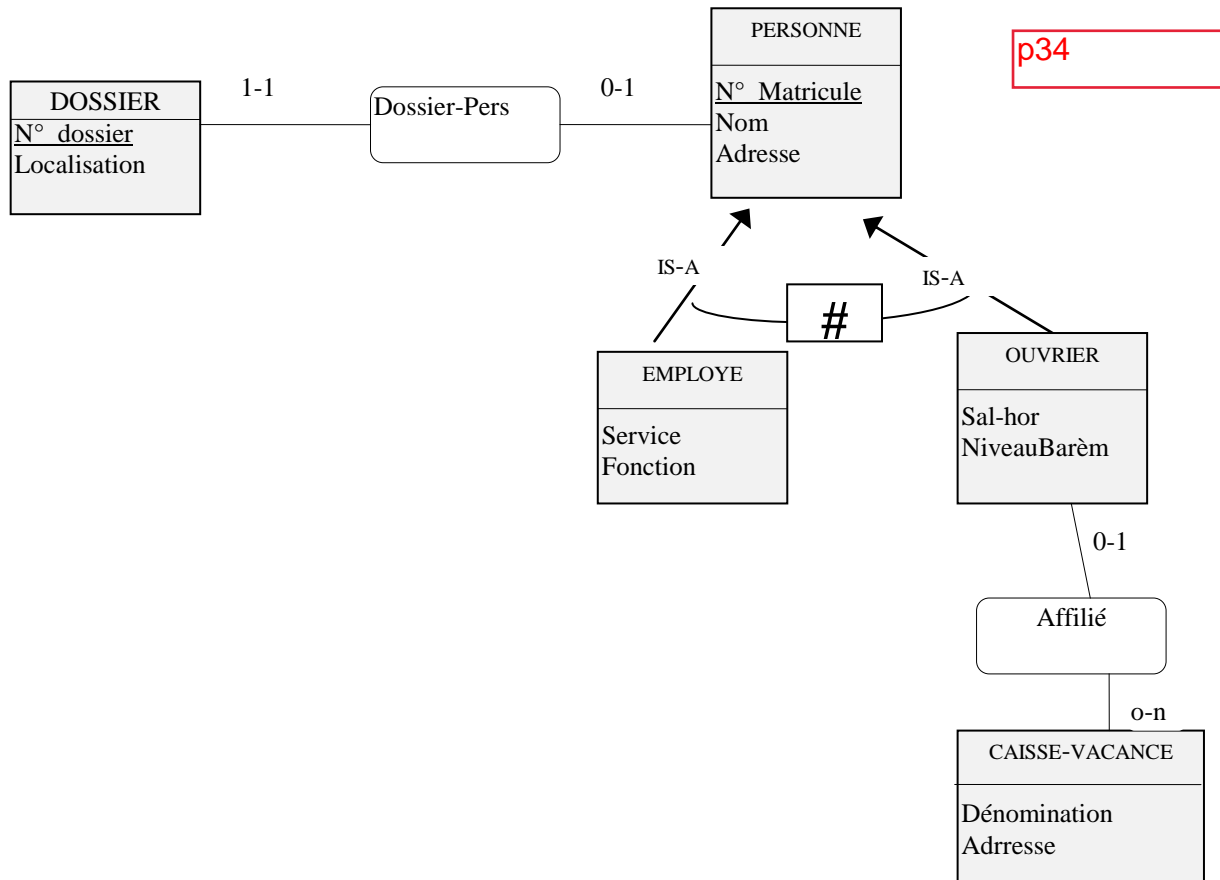 PERSONNE
p34
1-1
0-1
DOSSIER
Dossier-Pers
N° Matricule
N° dossier
Nom
Localisation
Adresse
IS-A
IS-A
#
EMPLOYE
OUVRIER
Service
Fonction
Sal-hor
NiveauBarèm
0-1
Affilié
o-n
CAISSE-VACANCE
Dénomination
Adrresse